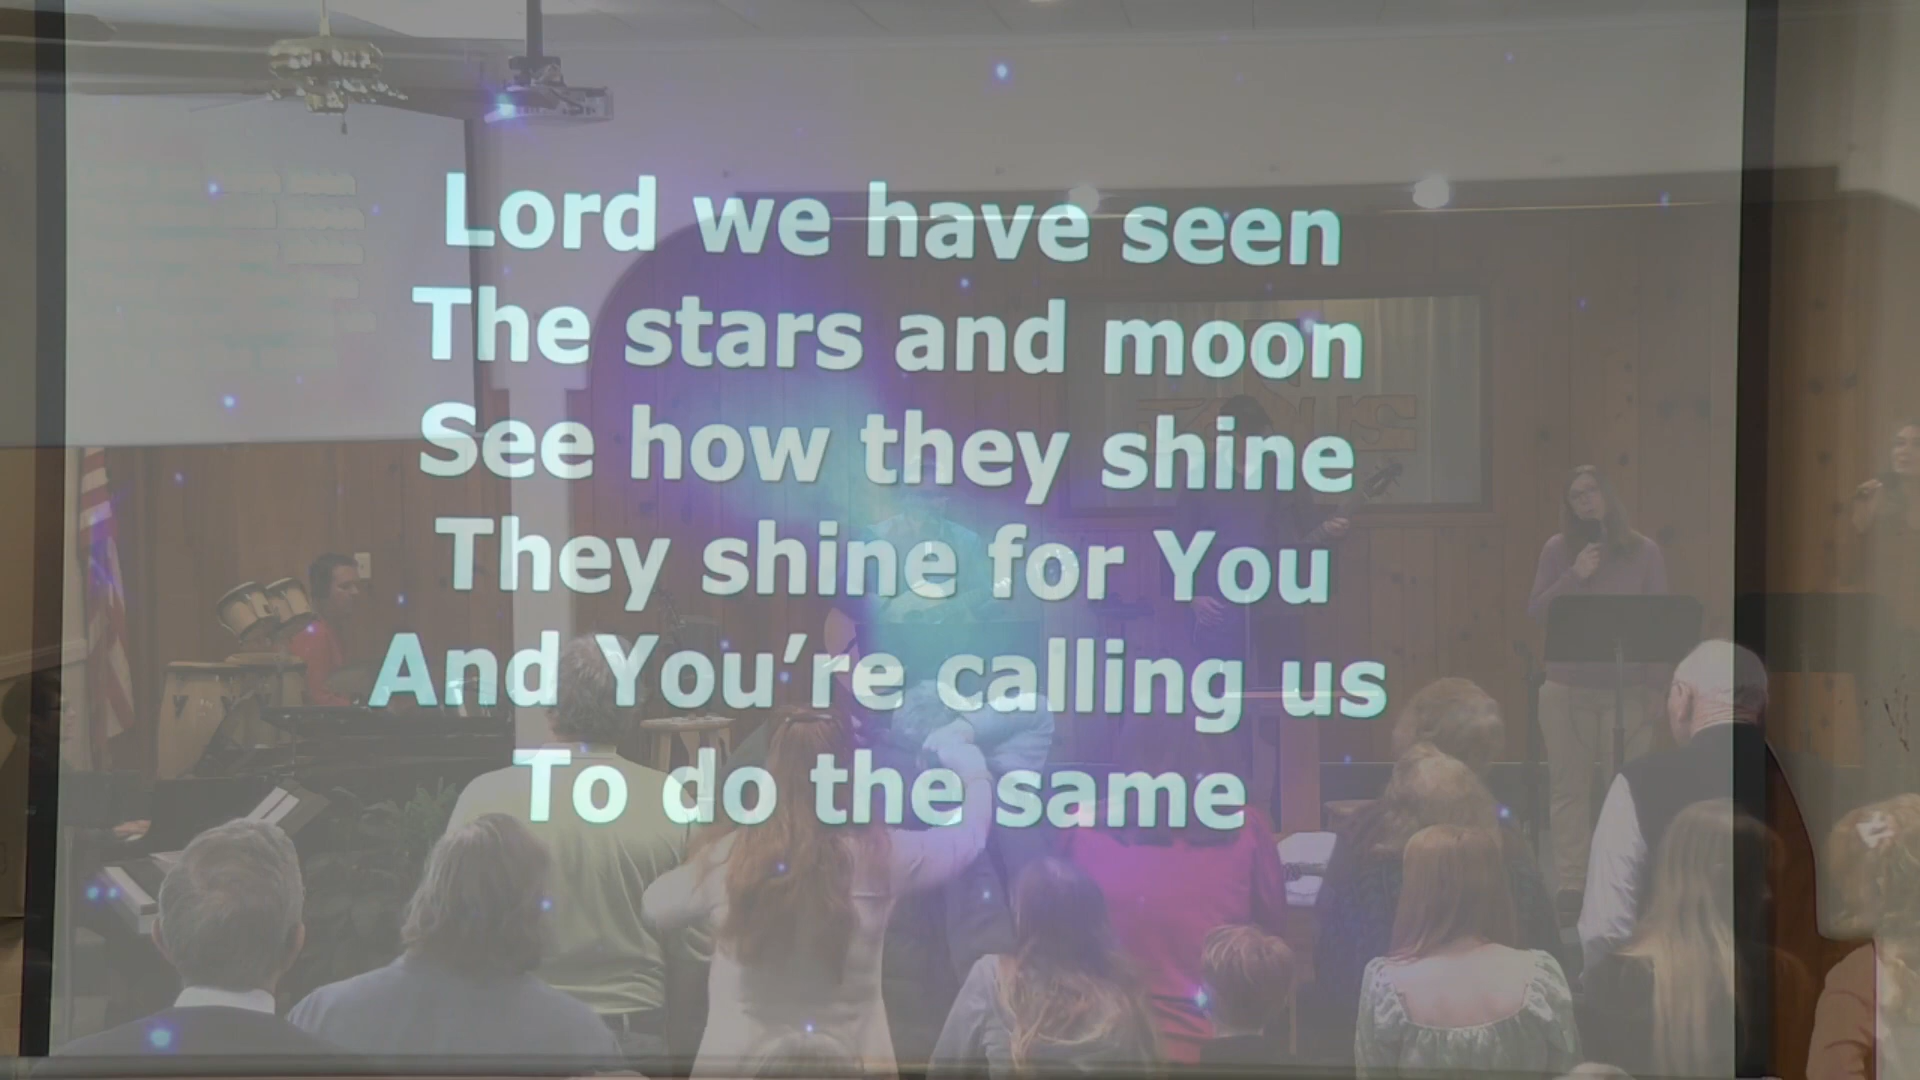 Lord we have seen
The stars and moon
See how they shine
They shine for You
And You’re calling us
To do the same